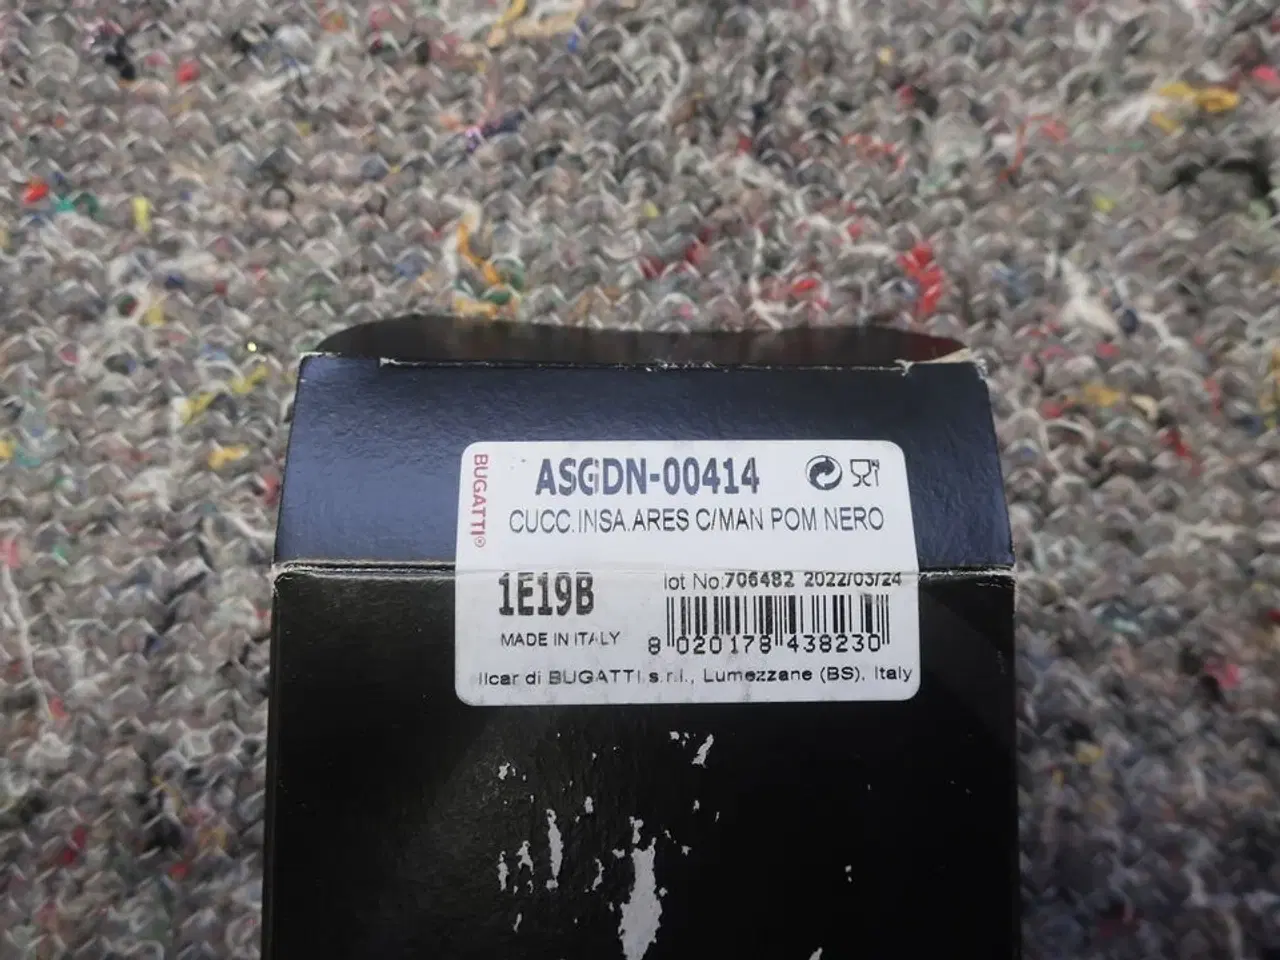 BUGATTI®
ASGDN-00414
CUCC.INSA.ARES C/MAN POM NERO
1E19B
lot No.706482 2022/03/24
MADE IN ITALY
8 020178 438230
Ilcar di BUGATTI s.r.l., Lumezzane (BS), Italy